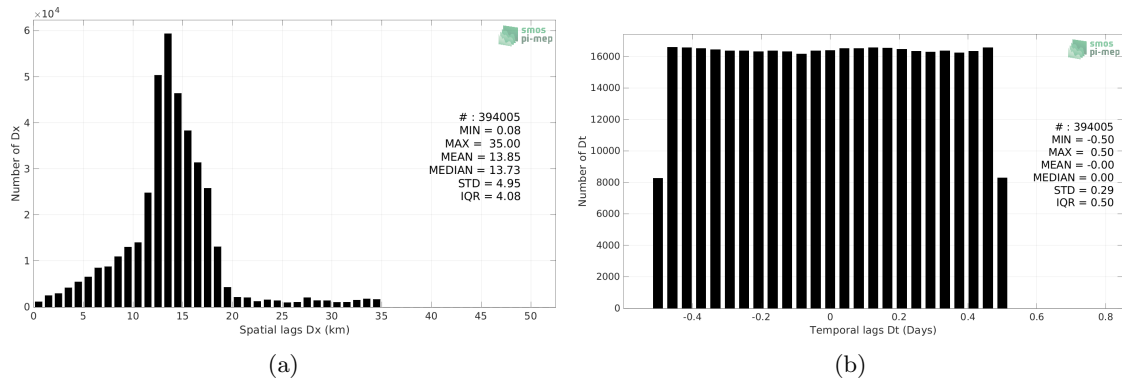 ×10⁴
6
5
4
3
2
1
0
Number of Dx
0 5 10 15 20 25 30 35 40 45 50
Spatial lags Dx (km)
smos
pi-mep
# : 394005
MIN = 0.08
MAX = 35.00
MEAN = 13.85
MEDIAN = 13.73
STD = 4.95
IQR = 4.08
(a)
16000
14000
12000
10000
8000
6000
4000
2000
0
Number of Dt
-0.4 -0.2 0 0.2 0.4 0.6 0.8
Temporal lags Dt (Days)
smos
pi-mep
# : 394005
MIN = -0.50
MAX = 0.50
MEAN = -0.00
MEDIAN = 0.00
STD = 0.29
IQR = 0.50
(b)